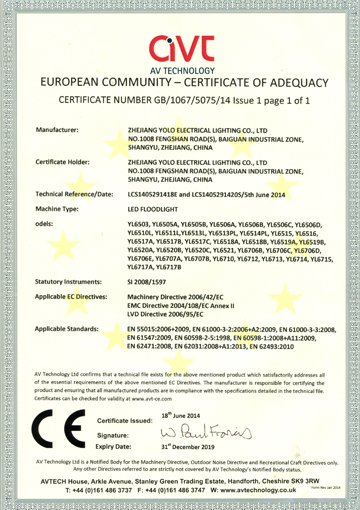 avt
AV TECHNOLOGY
EUROPEAN COMMUNITY – CERTIFICATE OF ADEQUACY
CERTIFICATE NUMBER GB/1067/5075/14 Issue 1 page 1 of 1
Manufacturer: ZHEJIANG YOLO ELECTRICAL LIGHTING CO., LTD
NO.1008 FENGSHAN ROAD(S), BAIGUAN INDUSTRIAL ZONE,
SHANGYU, ZHEJIANG, CHINA
Certificate Holder: ZHEJIANG YOLO ELECTRICAL LIGHTING CO., LTD
NO.1008 FENGSHAN ROAD(S), BAIGUAN INDUSTRIAL ZONE,
SHANGYU, ZHEJIANG, CHINA
Technical Reference/Date: LCS1405291418E and LCS1405291420S/5th June 2014
Machine Type: LED FLOODLIGHT
odels: YL6503, YL6505A, YL6505B, YL6506A, YL6506B, YL6506C, YL6506D,
YL6510L, YL6511L,YL6513L, YL6513PL, YL6514PL, YL6515, YL6516,
YL6517A, YL6517B, YL6517C, YL6518A, YL6518B, YL6519A, YL6519B,
YL6520A, YL6520B, YL6520C, YL6521, YL6706B, YL6706C, YL6706D,
YL6706E, YL6707A, YL6707B, YL6710, YL6712, YL6713, YL6714, YL6715,
YL6717A, YL6717B
Statutory Instruments: SI 2008/1597
Applicable EC Directives: Machinery Directive 2006/42/EC
EMC Directive 2004/108/EC Annex II
LVD Directive 2006/95/EC
Applicable Standards: EN 55015:2006+2009, EN 61000-3-2:2006+A2:2009, EN 61000-3-3:2008,
EN 61547:2009, EN 60598-2-5:1998, EN 60598-1:2008+A11:2009,
EN 62471:2008, EN 62031:2008+A1:2013, EN 62493:2010
AV Technology Ltd confirms that a technical file exists for the above mentioned product which satisfactorily addresses all
of the essential requirements of the above mentioned EC Directives. The manufacturer is responsible for certifying the
product and ensuring that all manufactured products are in compliance with the specifications detailed in the technical file.
Certificates can be checked for validity at www.avt-ce.com
CE
Certificate Issued: 18th June 2014
Signature: W Paul Francis
Expiry Date: 31st December 2019
AV Technology Ltd is a Notified Body for the Machinery Directive, Outdoor Noise Directive and Recreational Craft Directives only.
Any other Directives referred to are strictly not covered by AV Technology's Notified Body status.
AVTECH House, Arkle Avenue, Stanley Green Trading Estate, Handforth, Cheshire SK9 3RW
T: +44 (0)161 486 3737 F: +44 (0)161 486 3747 W: www.avtechnology.co.uk
Form Rev Jan 2014